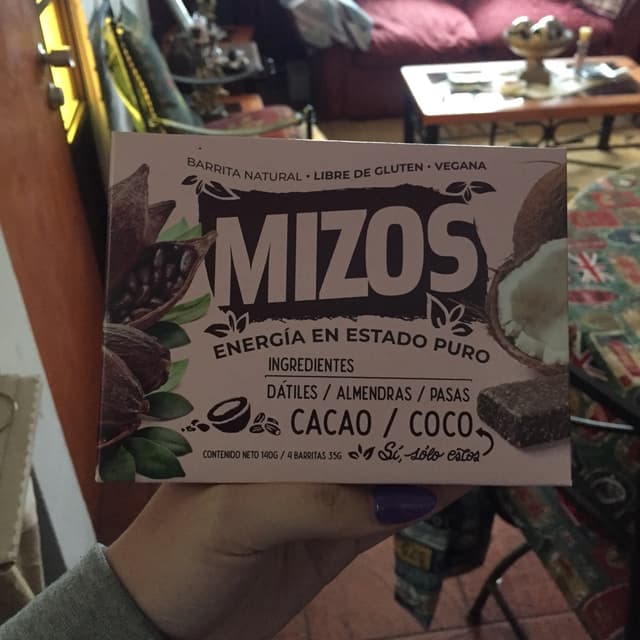 BARRITA NATURAL • LIBRE DE GLUTEN • VEGANA
MIZOS
ENERGÍA EN ESTADO PURO
INGREDIENTES
DÁTILES / ALMENDRAS / PASAS
CACAO / COCO
CONTENIDO NETO 140G / 4 BARRITAS 35G
Sí, sólo estos